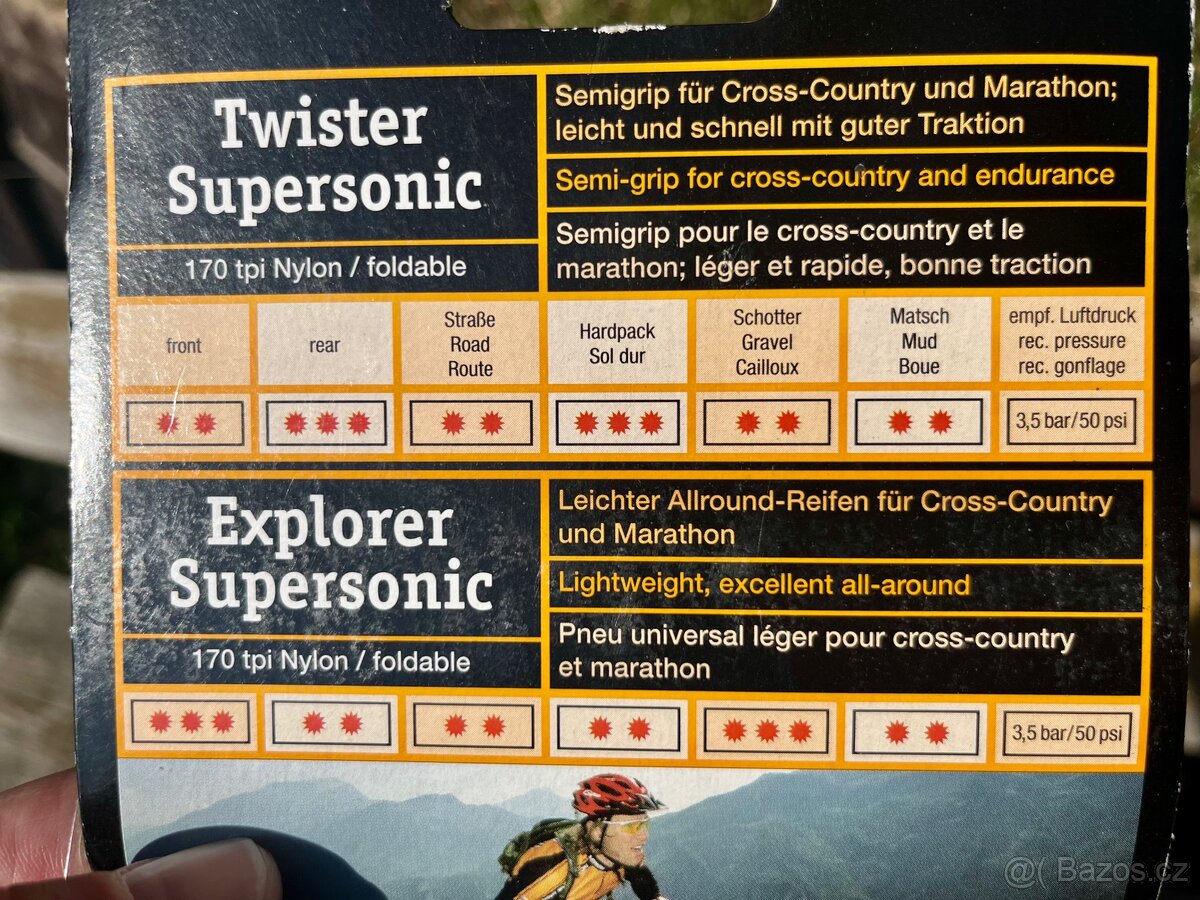 Twister
Supersonic
170 tpi Nylon / foldable
Semigrip für Cross-Country und Marathon;
leicht und schnell mit guter Traktion
Semi-grip for cross-country and endurance
Semigrip pour le cross-country et le
marathon; léger et rapide, bonne traction
front
rear
Straße
Road
Route
Hardpack
Sol dur
Schotter
Gravel
Cailloux
Matsch
Mud
Boue
empf. Luftdruck
rec. pressure
rec. gonflage
3,5 bar/50 psi
Explorer
Supersonic
170 tpi Nylon / foldable
Leichter Allround-Reifen für Cross-Country
und Marathon
Lightweight, excellent all-around
Pneu universal léger pour cross-country
et marathon
3,5 bar/50 psi
@( Bazos.cz